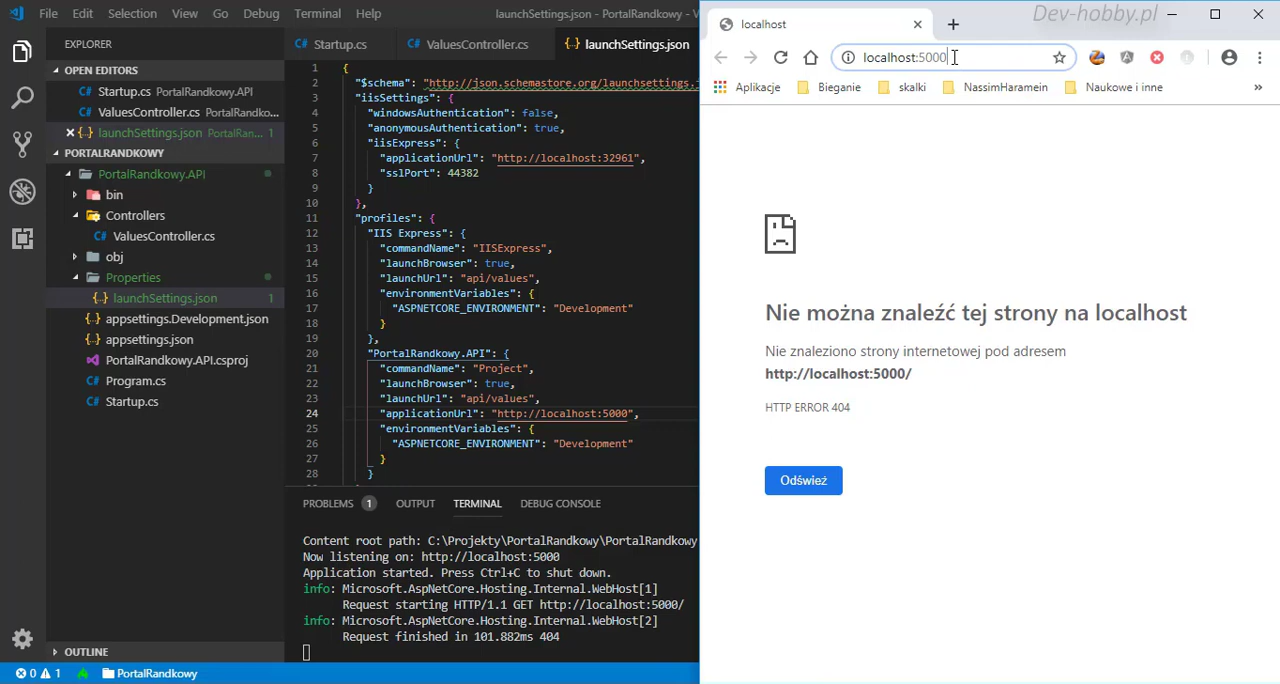 File Edit Selection View Go Debug Terminal Help launchSettings.json - PortalRandkowy - V
EXPLORER
OPEN EDITORS
Startup.cs PortalRandkowy.API
ValuesController.cs PortalRandko...
launchSettings.json PortalRan... 1
PORTALRANDKOWY
PortalRandkowy.API
bin
Controllers
ValuesController.cs
obj
Properties
launchSettings.json 1
appsettings.Development.json
appsettings.json
PortalRandkowy.API.csproj
Program.cs
Startup.cs
OUTLINE
Startup.cs ValuesController.cs launchSettings.json
1 {
2 "$schema": "http://json.schemastore.org/launchsettings.j
3 "iisSettings": {
4 "windowsAuthentication": false,
5 "anonymousAuthentication": true,
6 "iisExpress": {
7 "applicationUrl": "http://localhost:32961",
8 "sslPort": 44382
9 }
10 },
11 "profiles": {
12 "IIS Express": {
13 "commandName": "IISExpress",
14 "launchBrowser": true,
15 "launchUrl": "api/values",
16 "environmentVariables": {
17 "ASPNETCORE_ENVIRONMENT": "Development"
18 }
19 },
20 "PortalRandkowy.API": {
21 "commandName": "Project",
22 "launchBrowser": true,
23 "launchUrl": "api/values",
24 "applicationUrl": "http://localhost:5000",
25 "environmentVariables": {
26 "ASPNETCORE_ENVIRONMENT": "Development"
27 }
28 }
PROBLEMS 1 OUTPUT TERMINAL DEBUG CONSOLE
Content root path: C:\Projekty\PortalRandkowy\PortalRandkowy
Now listening on: http://localhost:5000
Application started. Press Ctrl+C to shut down.
info: Microsoft.AspNetCore.Hosting.Internal.WebHost[1]
Request starting HTTP/1.1 GET http://localhost:5000/
info: Microsoft.AspNetCore.Hosting.Internal.WebHost[2]
Request finished in 101.882ms 404
0 1 PortalRandkowy
Dev-hobby.pl
localhost
localhost:5000
Aplikacje Bieganie skalki NassimHaramein Naukowe i inne »
Nie można znaleźć tej strony na localhost
Nie znaleziono strony internetowej pod adresem
http://localhost:5000/
HTTP ERROR 404
Odśwież